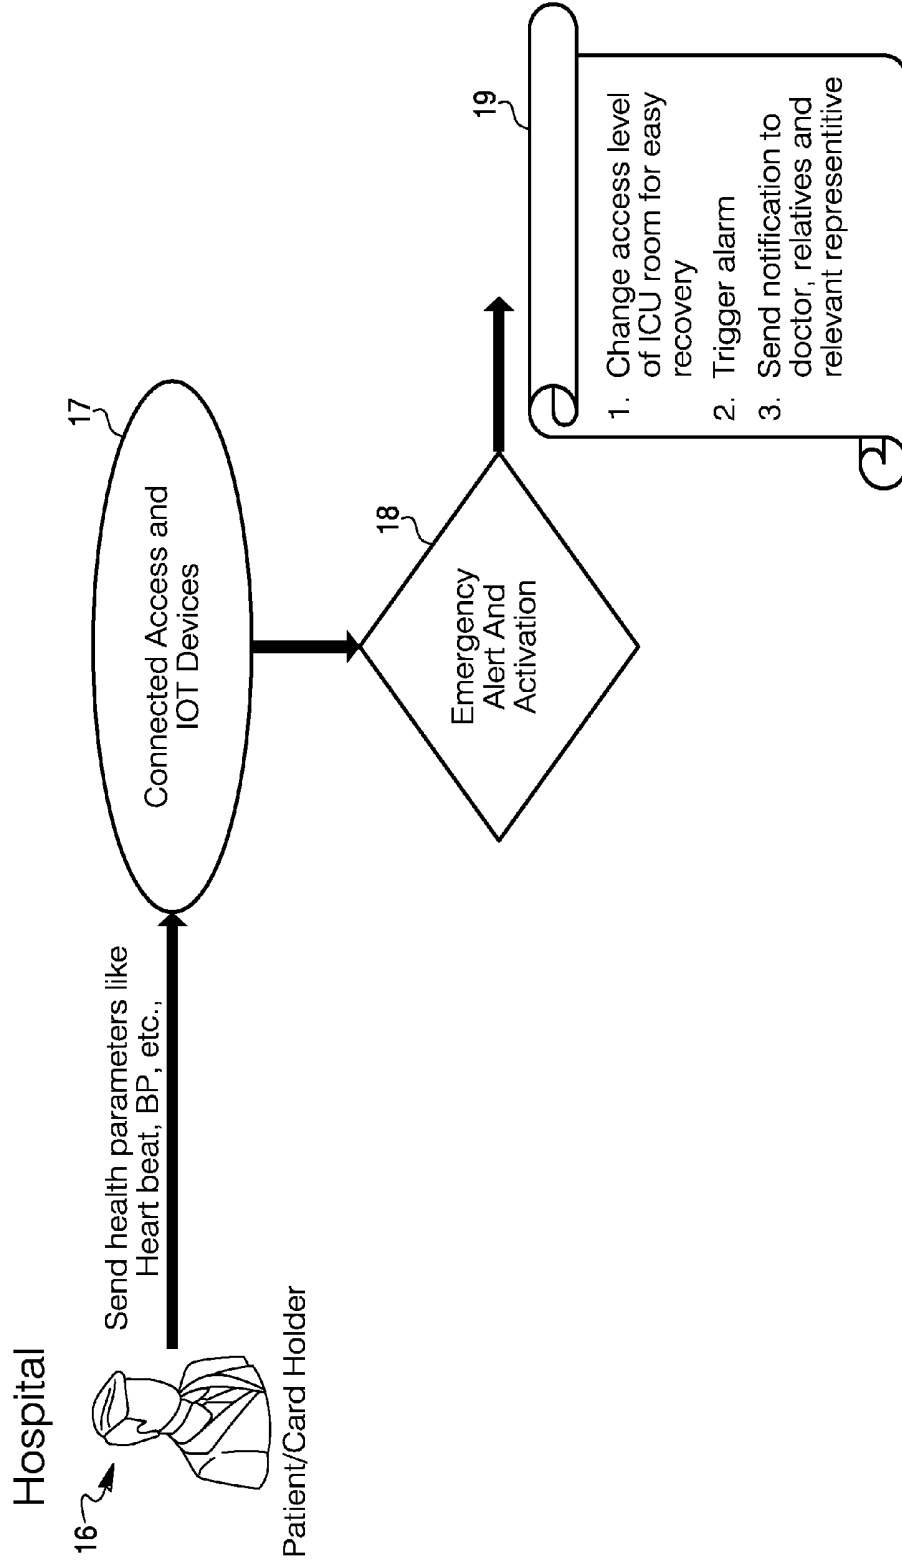 Hospital
16
Patient/Card Holder
Send health parameters like
Heart beat, BP, etc.,
17
Connected Access and
IOT Devices
18
Emergency
Alert And
Activation
19
1. Change access level
of ICU room for easy
recovery
2. Trigger alarm
3. Send notification to
doctor, relatives and
relevant representitive